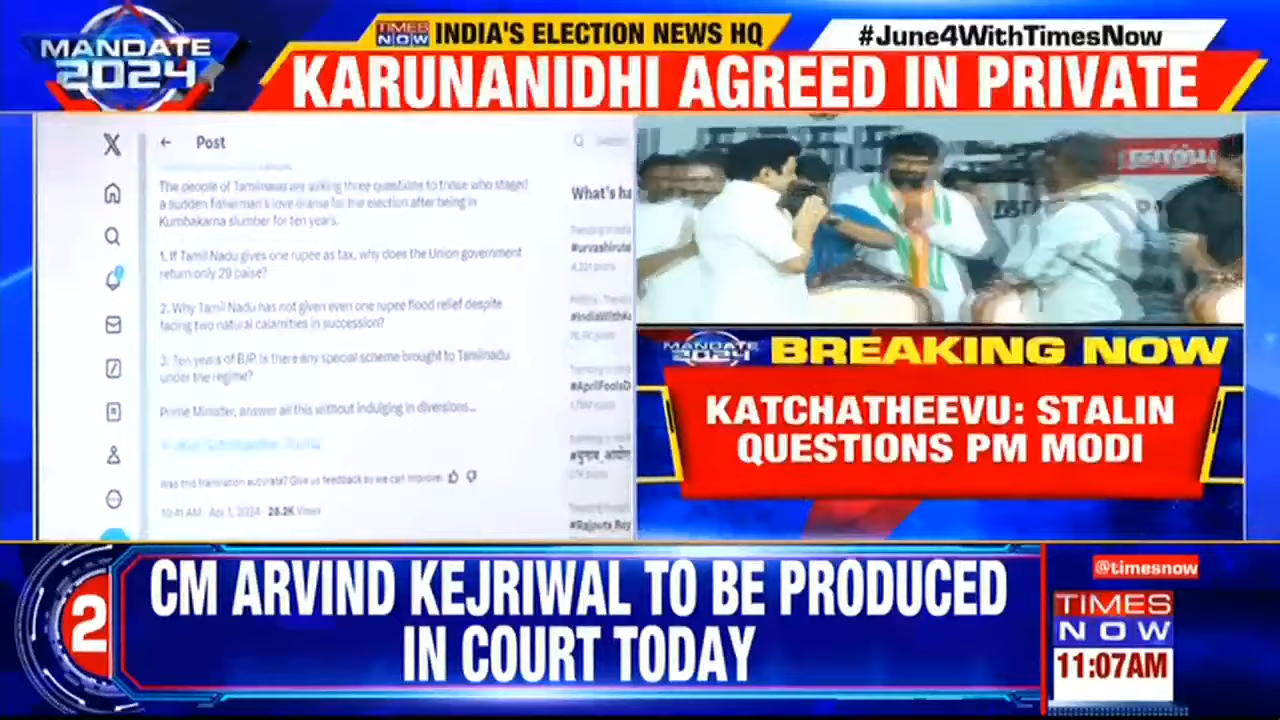 MANDATE
2024
TIMES
NOW
INDIA'S ELECTION NEWS HQ
#June4WithTimesNow
KARUNANIDHI AGREED IN PRIVATE
X
Post
The people of Tamilnadu are asking three questions to those who staged
a sudden fisherman's love drama for the election after being in
Kumbakarna slumber for ten years.
1. If Tamil Nadu gives one rupee as tax, why does the Union government
return only 29 paise?
2. Why Tamil Nadu has not given even one rupee flood relief despite
facing two natural calamities in succession?
3. Ten years of BJP Is there any special scheme brought to Tamilnadu
under the regime?
Prime Minister, answer all this without indulging in diversions...
Was this translation accurate? Give us feedback so we can improve:
10:41 AM · Apr 1, 2024 · 28.2K Views
What's ha
#urvashirute
#IndiaWithKa
#AprilFoolsD
#चुनाव_आयोग
#Rajputs Boy
MANDATE
2024
BREAKING NOW
KATCHATHEEVU: STALIN
QUESTIONS PM MODI
2
CM ARVIND KEJRIWAL TO BE PRODUCED
IN COURT TODAY
@timesnow
TIMES
NOW
11:07AM